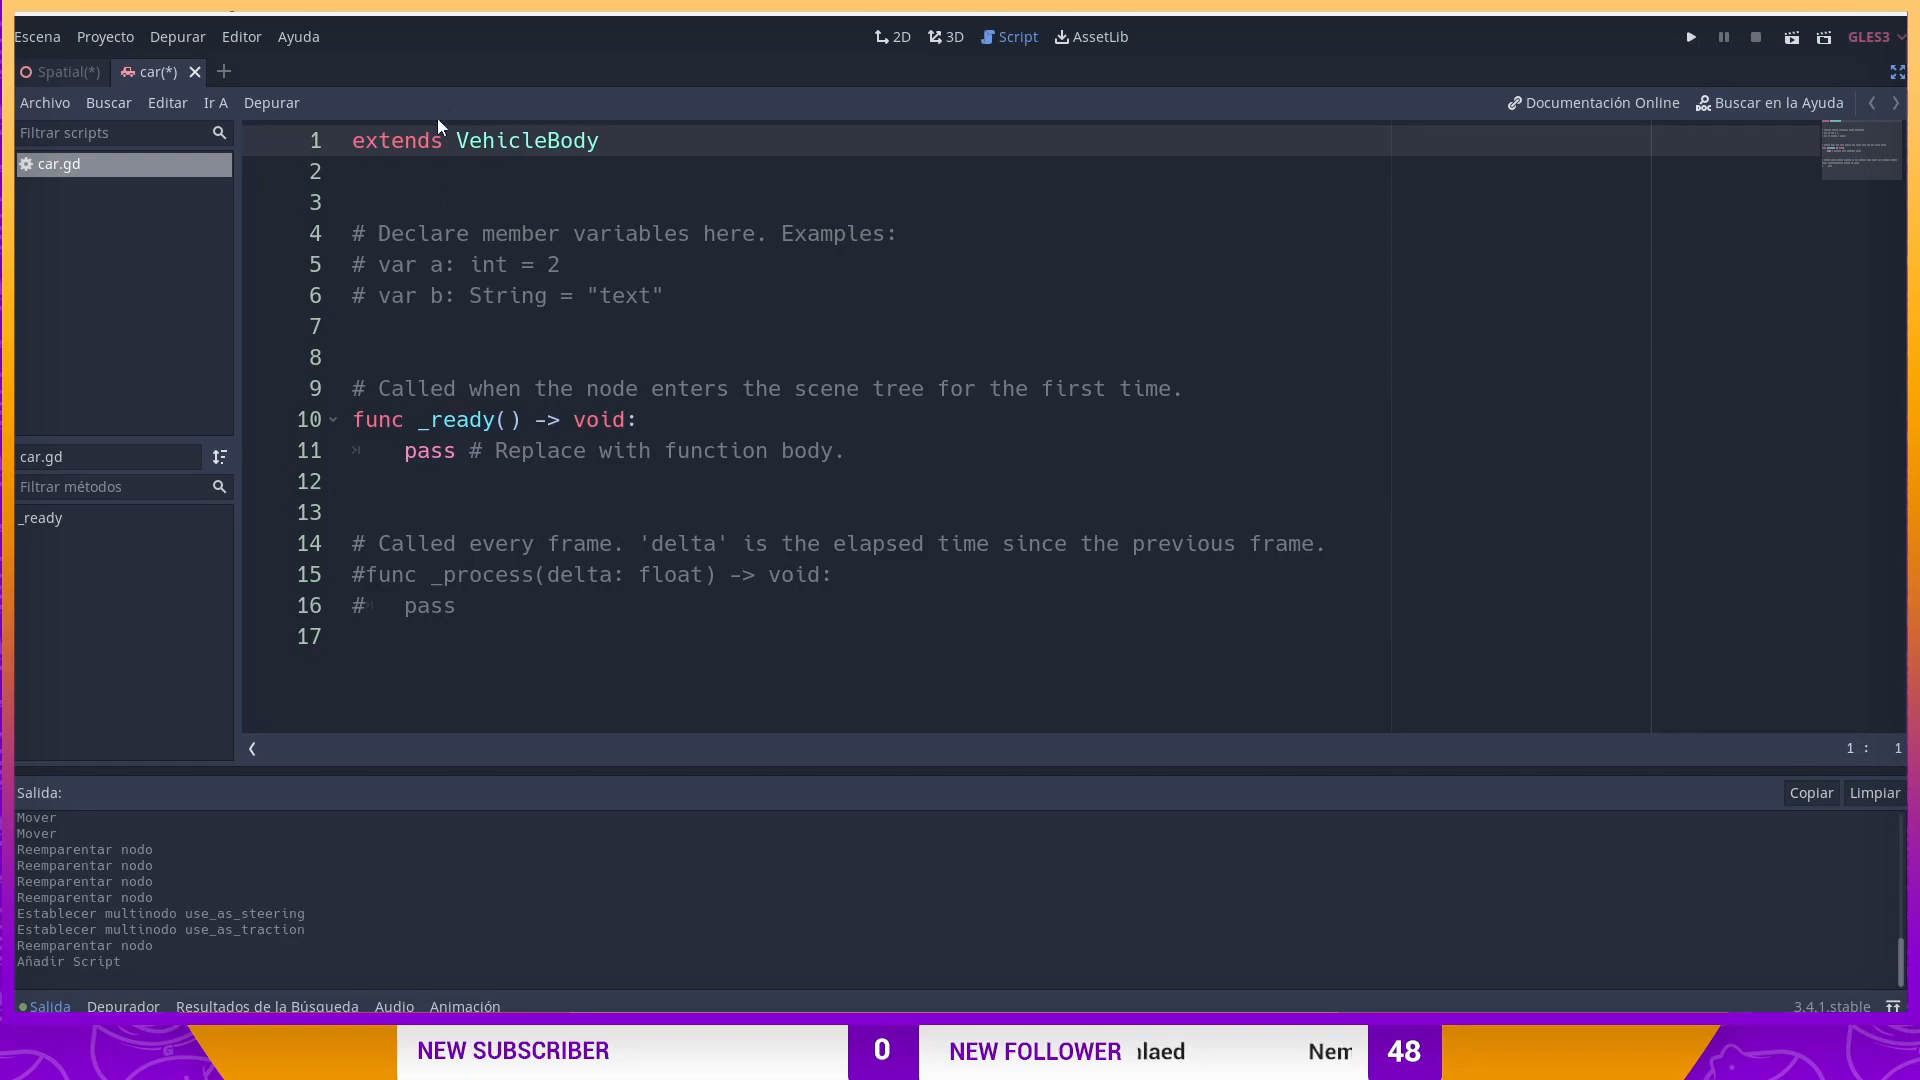 Escena Proyecto Depurar Editor Ayuda 2D 3D Script AssetLib GLES3
Spatial(*) car(*)
Archivo Buscar Editar Ir A Depurar Documentación Online Buscar en la Ayuda
Filtrar scripts
car.gd
car.gd
Filtrar métodos
_ready
1 extends VehicleBody
2
3
4 # Declare member variables here. Examples:
5 # var a: int = 2
6 # var b: String = "text"
7
8
9 # Called when the node enters the scene tree for the first time.
10 func _ready() -> void:
11 pass # Replace with function body.
12
13
14 # Called every frame. 'delta' is the elapsed time since the previous frame.
15 #func _process(delta: float) -> void:
16 # pass
17
1 : 1
Salida: Copiar Limpiar
Mover
Mover
Reemparentar nodo
Reemparentar nodo
Reemparentar nodo
Reemparentar nodo
Establecer multinodo use_as_steering
Establecer multinodo use_as_traction
Reemparentar nodo
Añadir Script
Salida Depurador Resultados de la Búsqueda Audio Animación 3.4.1.stable
NEW SUBSCRIBER 0 NEW FOLLOWER laed Nem 48